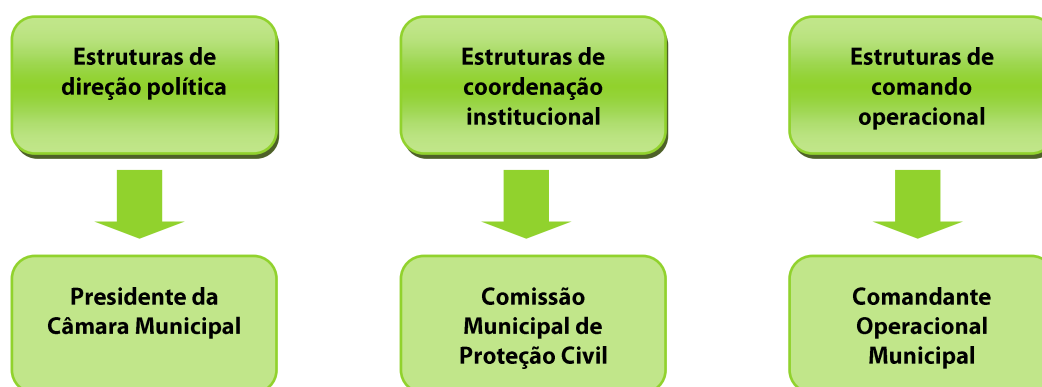 Estruturas de
direção política
Estruturas de
coordenação
institucional
Estruturas de
comando
operacional
Presidente da
Câmara Municipal
Comissão
Municipal de
Proteção Civil
Comandante
Operacional
Municipal